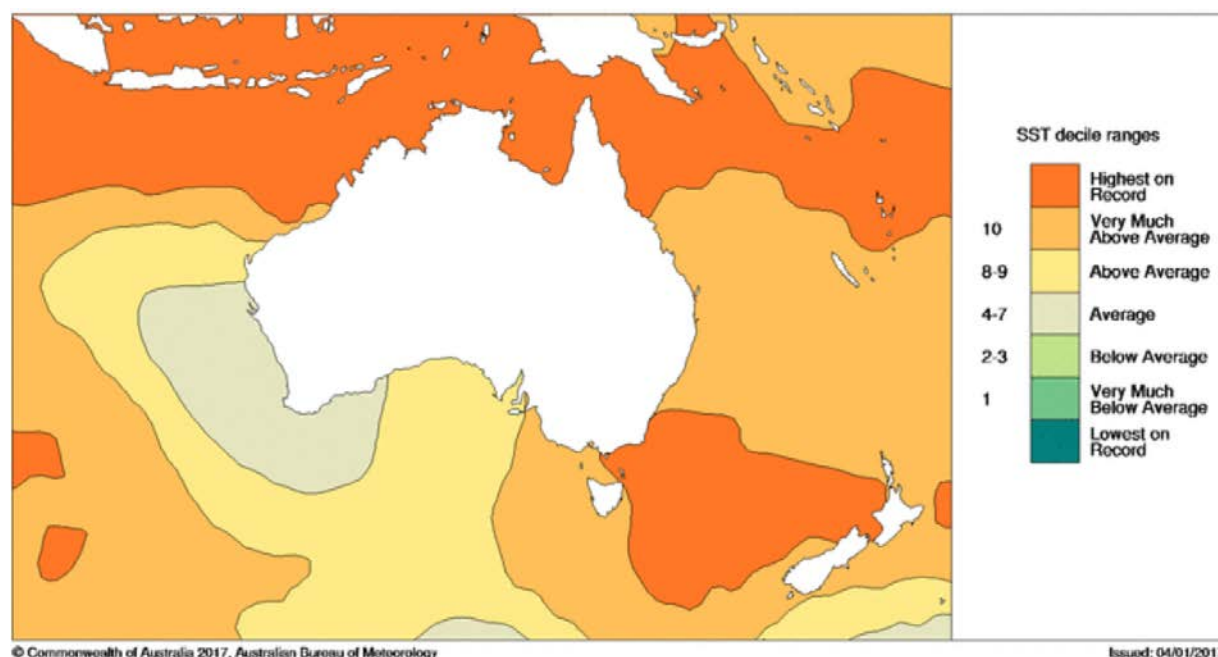 SST decile ranges
Highest on
Record
10 Very Much
Above Average
8-9 Above Average
4-7 Average
2-3 Below Average
1 Very Much
Below Average
Lowest on
Record
© Commonwealth of Australia 2017, Australian Bureau of Meteorology
Issued: 04/01/201